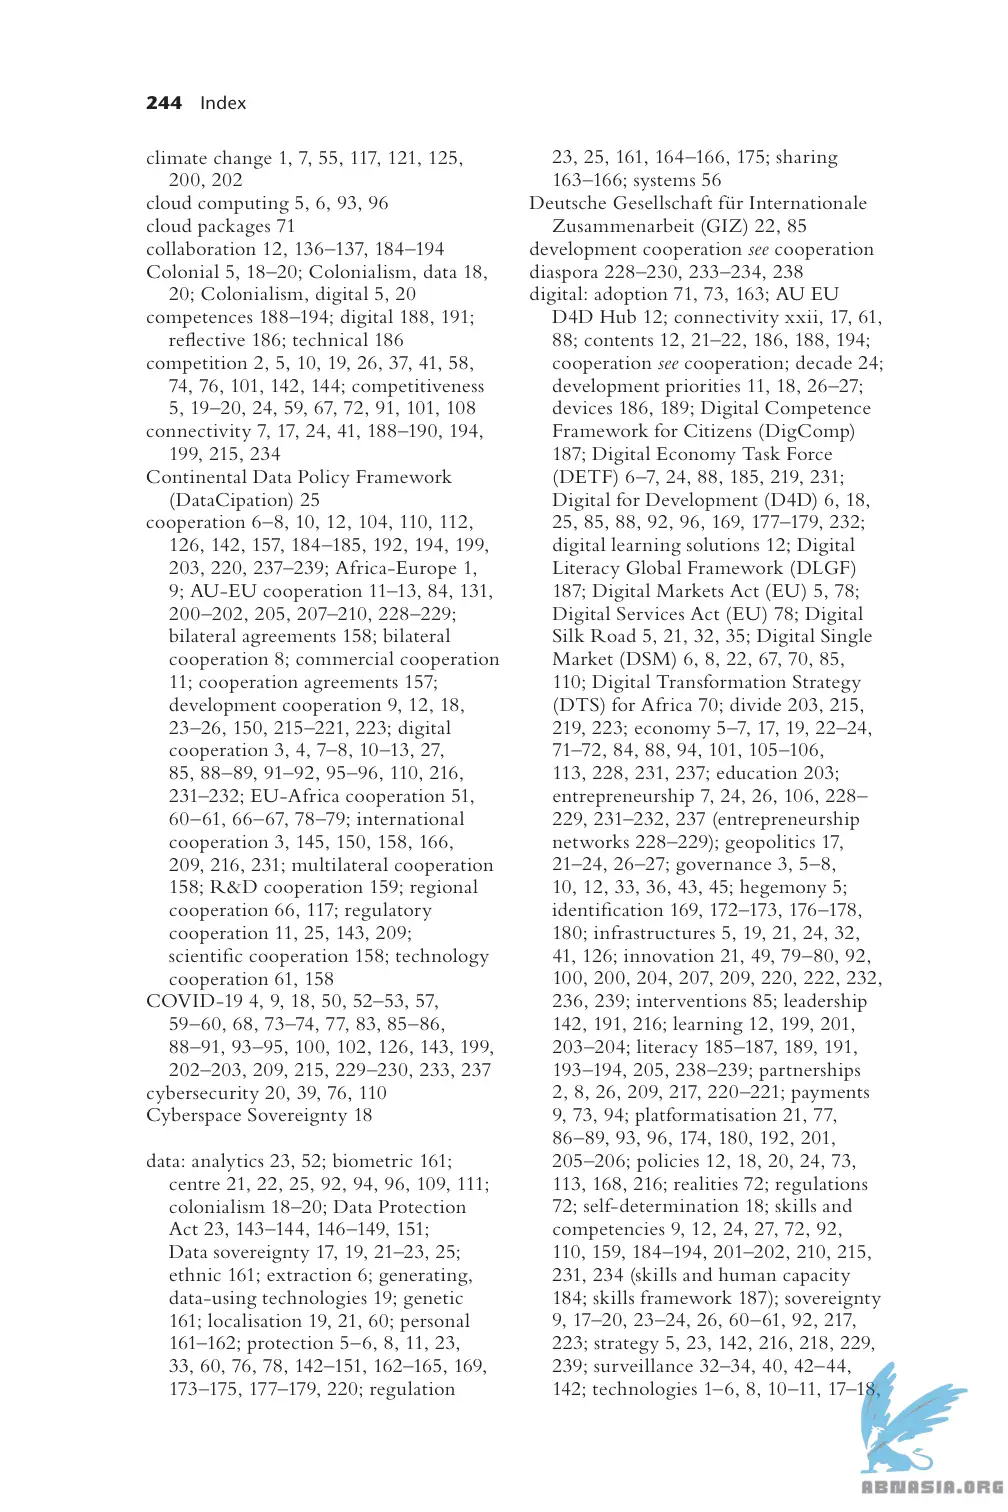 244 Index
climate change 1, 7, 55, 117, 121, 125,
200, 202
cloud computing 5, 6, 93, 96
cloud packages 71
collaboration 12, 136–137, 184–194
Colonial 5, 18–20; Colonialism, data 18,
20; Colonialism, digital 5, 20
competences 188–194; digital 188, 191;
reflective 186; technical 186
competition 2, 5, 10, 19, 26, 37, 41, 58,
74, 76, 101, 142, 144; competitiveness
5, 19–20, 24, 59, 67, 72, 91, 101, 108
connectivity 7, 17, 24, 41, 188–190, 194,
199, 215, 234
Continental Data Policy Framework
(DataCipation) 25
cooperation 6–8, 10, 12, 104, 110, 112,
126, 142, 157, 184–185, 192, 194, 199,
203, 220, 237–239; Africa-Europe 1,
9; AU-EU cooperation 11–13, 84, 131,
200–202, 205, 207–210, 228–229;
bilateral agreements 158; bilateral
cooperation 8; commercial cooperation
11; cooperation agreements 157;
development cooperation 9, 12, 18,
23–26, 150, 215–221, 223; digital
cooperation 3, 4, 7–8, 10–13, 27,
85, 88–89, 91–92, 95–96, 110, 216,
231–232; EU-Africa cooperation 51,
60–61, 66–67, 78–79; international
cooperation 3, 145, 150, 158, 166,
209, 216, 231; multilateral cooperation
158; R&D cooperation 159; regional
cooperation 66, 117; regulatory
cooperation 11, 25, 143, 209;
scientific cooperation 158; technology
cooperation 61, 158
COVID-19 4, 9, 18, 50, 52–53, 57,
59–60, 68, 73–74, 77, 83, 85–86,
88–91, 93–95, 100, 102, 126, 143, 199,
202–203, 209, 215, 229–230, 233, 237
cybersecurity 20, 39, 76, 110
Cyberspace Sovereignty 18
data: analytics 23, 52; biometric 161;
centre 21, 22, 25, 92, 94, 96, 109, 111;
colonialism 18–20; Data Protection
Act 23, 143–144, 146–149, 151;
Data sovereignty 17, 19, 21–23, 25;
ethnic 161; extraction 6; generating,
data-using technologies 19; genetic
161; localisation 19, 21, 60; personal
161–162; protection 5–6, 8, 11, 23,
33, 60, 76, 78, 142–151, 162–165, 169,
173–175, 177–179, 220; regulation
23, 25, 161, 164–166, 175; sharing
163–166; systems 56
Deutsche Gesellschaft für Internationale
Zusammenarbeit (GIZ) 22, 85
development cooperation see cooperation
diaspora 228–230, 233–234, 238
digital: adoption 71, 73, 163; AU EU
D4D Hub 12; connectivity xxii, 17, 61,
88; contents 12, 21–22, 186, 188, 194;
cooperation see cooperation; decade 24;
development priorities 11, 18, 26–27;
devices 186, 189; Digital Competence
Framework for Citizens (DigComp)
187; Digital Economy Task Force
(DETF) 6–7, 24, 88, 185, 219, 231;
Digital for Development (D4D) 6, 18,
25, 85, 88, 92, 96, 169, 177–179, 232;
digital learning solutions 12; Digital
Literacy Global Framework (DLGF)
187; Digital Markets Act (EU) 5, 78;
Digital Services Act (EU) 78; Digital
Silk Road 5, 21, 32, 35; Digital Single
Market (DSM) 6, 8, 22, 67, 70, 85,
110; Digital Transformation Strategy
(DTS) for Africa 70; divide 203, 215,
219, 223; economy 5–7, 17, 19, 22–24,
71–72, 84, 88, 94, 101, 105–106,
113, 228, 231, 237; education 203;
entrepreneurship 7, 24, 26, 106, 228–
229, 231–232, 237 (entrepreneurship
networks 228–229); geopolitics 17,
21–24, 26–27; governance 3, 5–8,
10, 12, 33, 36, 43, 45; hegemony 5;
identification 169, 172–173, 176–178,
180; infrastructures 5, 19, 21, 24, 32,
41, 126; innovation 21, 49, 79–80, 92,
100, 200, 204, 207, 209, 220, 222, 232,
236, 239; interventions 85; leadership
142, 191, 216; learning 12, 199, 201,
203–204; literacy 185–187, 189, 191,
193–194, 205, 238–239; partnerships
2, 8, 26, 209, 217, 220–221; payments
9, 73, 94; platformatisation 21, 77,
86–89, 93, 96, 174, 180, 192, 201,
205–206; policies 12, 18, 20, 24, 73,
113, 168, 216; realities 72; regulations
72; self-determination 18; skills and
competencies 9, 12, 24, 27, 72, 92,
110, 159, 184–194, 201–202, 210, 215,
231, 234 (skills and human capacity
184; skills framework 187); sovereignty
9, 17–20, 23–24, 26, 60–61, 92, 217,
223; strategy 5, 23, 142, 216, 218, 229,
239; surveillance 32–34, 40, 42–44,
142; technologies 1–6, 8, 10–11, 17–18,
ABNASIA.ORG